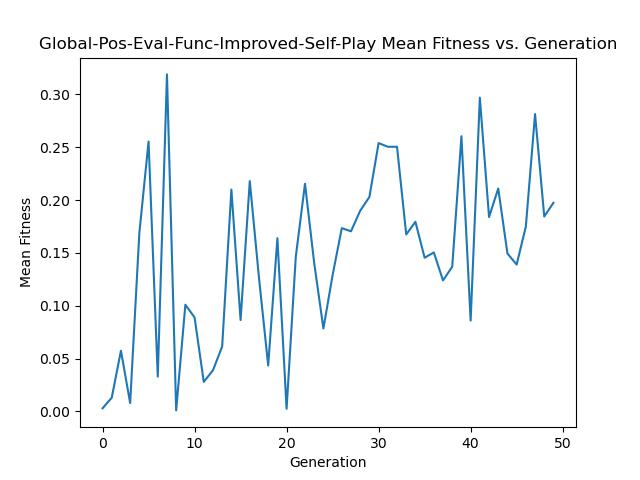 Global-Pos-Eval-Func-Improved-Self-Play Mean Fitness vs. Generation
0.30
0.25
0.20
0.15
0.10
0.05
0.00
Mean Fitness
0 10 20 30 40 50
Generation